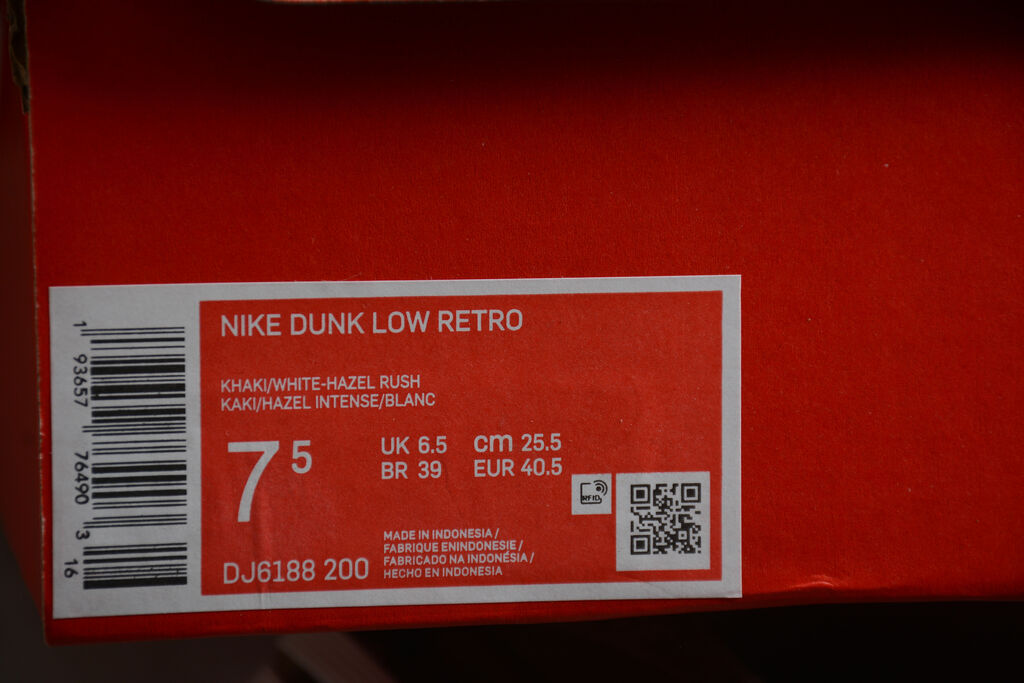 NIKE DUNK LOW RETRO
KHAKI/WHITE-HAZEL RUSH
KAKI/HAZEL INTENSE/BLANC
7 5
UK 6.5 cm 25.5
BR 39 EUR 40.5
RFID
MADE IN INDONESIA /
FABRIQUE ENINDONESIE /
FABRICADO NA INDONÉSIA /
HECHO EN INDONESIA
DJ6188 200
1 93657 76490 3 16